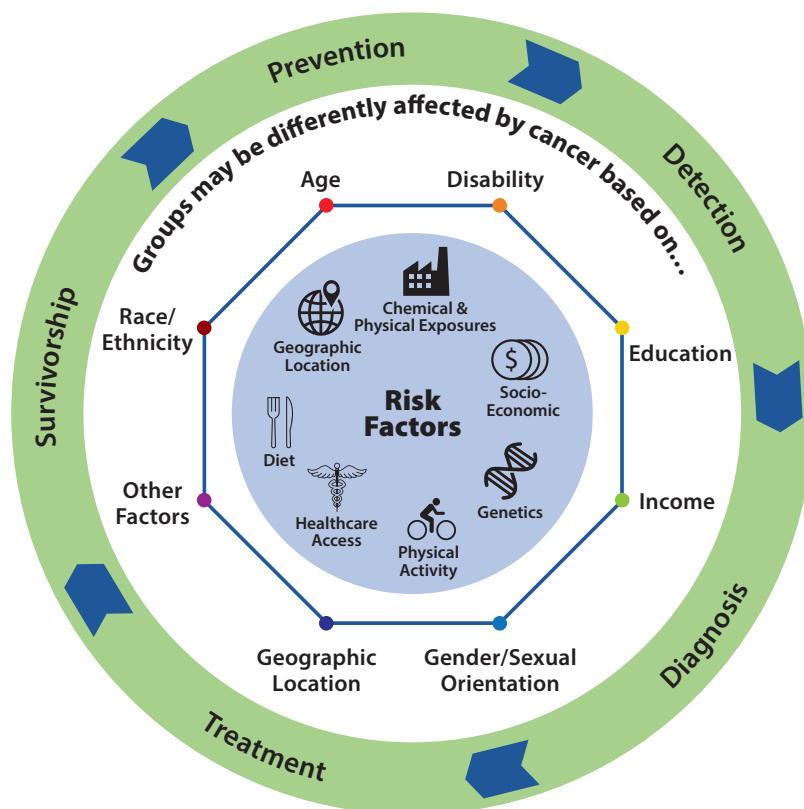 Prevention
Detection
Diagnosis
Treatment
Survivorship
Groups may be differently affected by cancer based on...
Age
Disability
Education
Income
Gender/Sexual
Orientation
Geographic
Location
Other
Factors
Race/
Ethnicity
Risk
Factors
Chemical &
Physical Exposures
$
Socio-
Economic
Genetics
Physical
Activity
Healthcare
Access
Diet
Geographic
Location